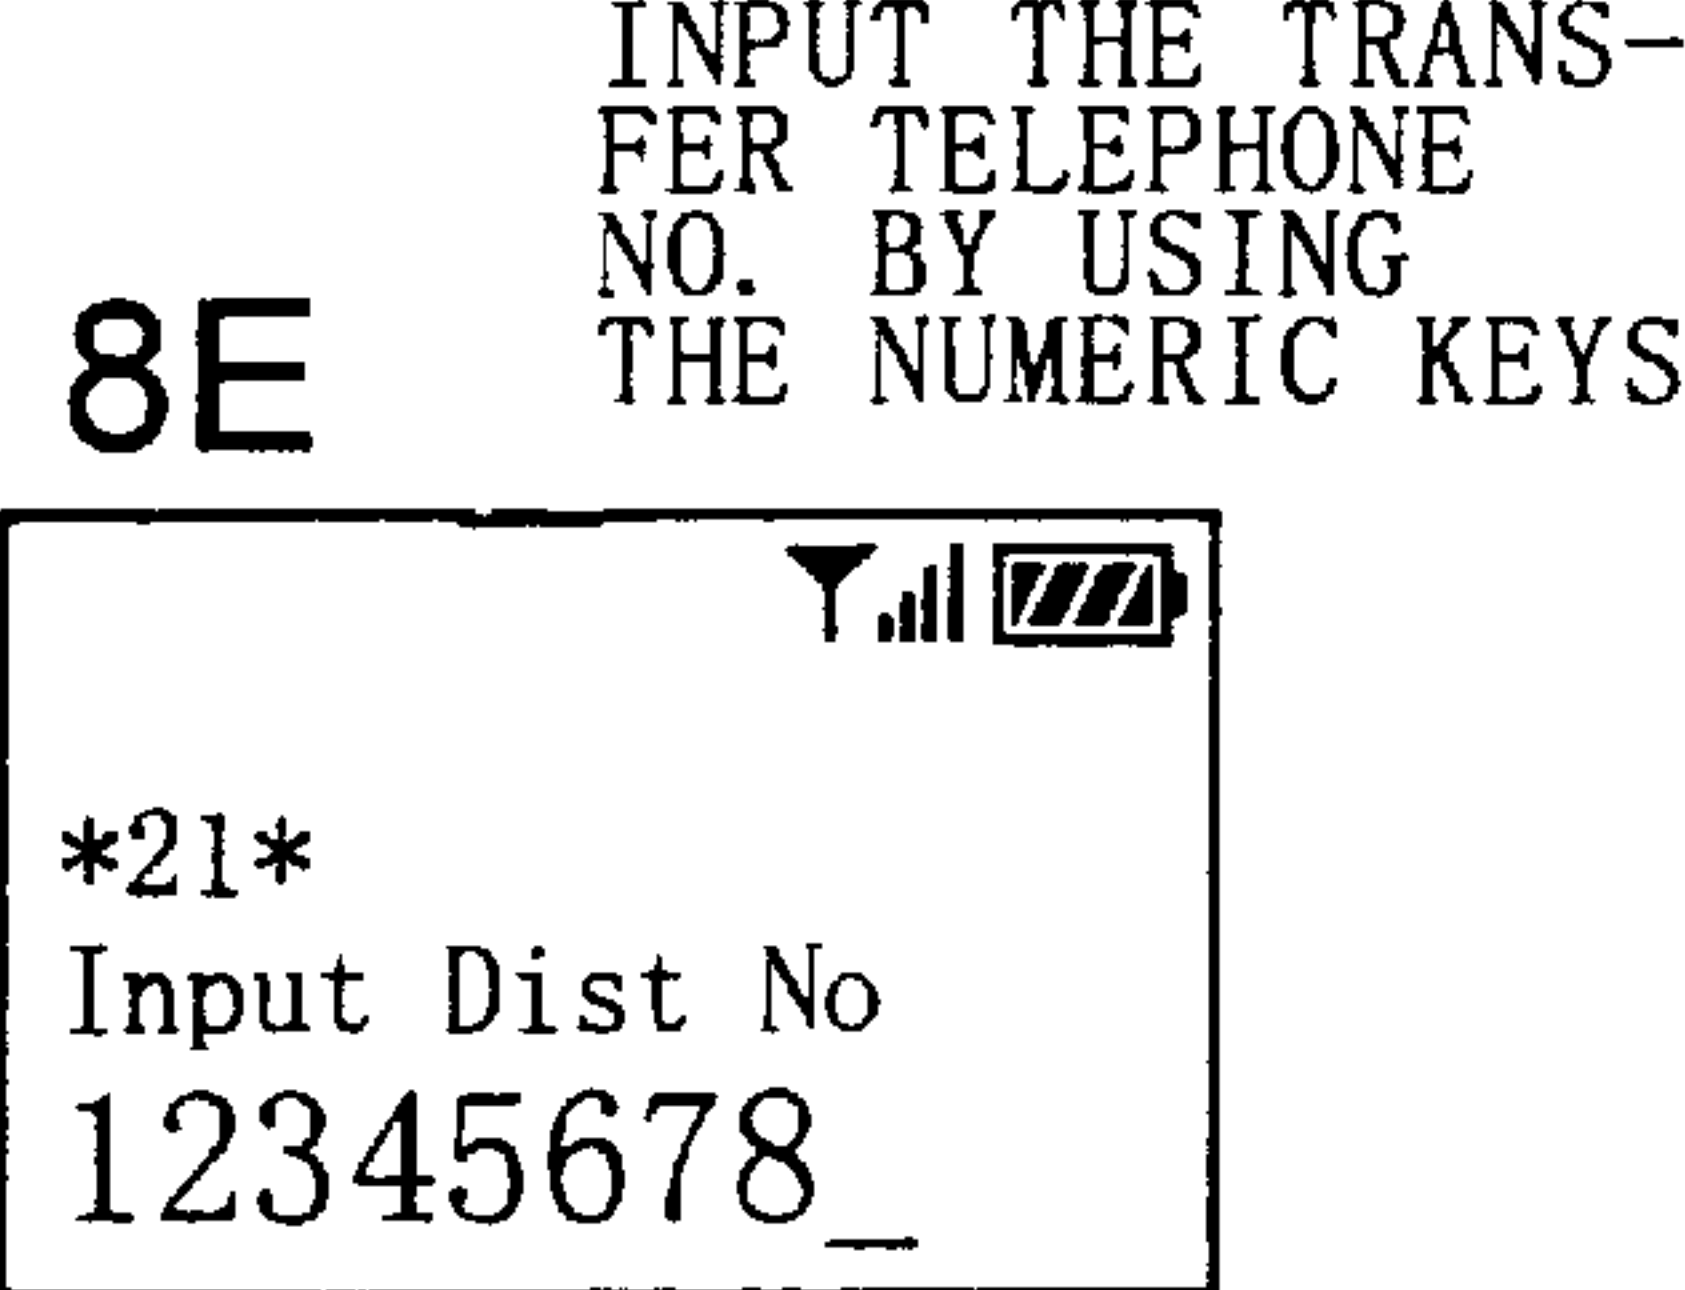 INPUT THE TRANS-
FER TELEPHONE
NO. BY USING
THE NUMERIC KEYS
8E
*21*
Input Dist No
12345678_